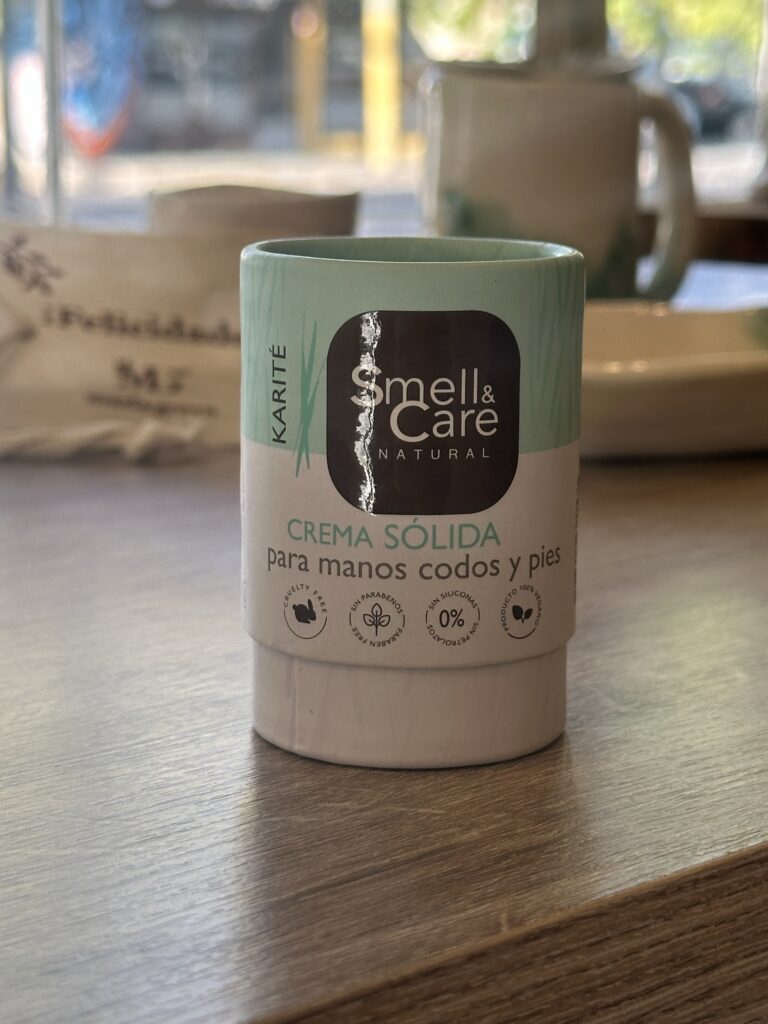 KARITÉ
Smell&
Care
NATURAL
CREMA SÓLIDA
para manos codos y pies
CRUELTY FREE
SIN PARABENOS
PARABEN FREE
SIN SILICONAS
0%
SIN PETROLATOS
PRODUCTO 100% VEGANO
¡Felicidade